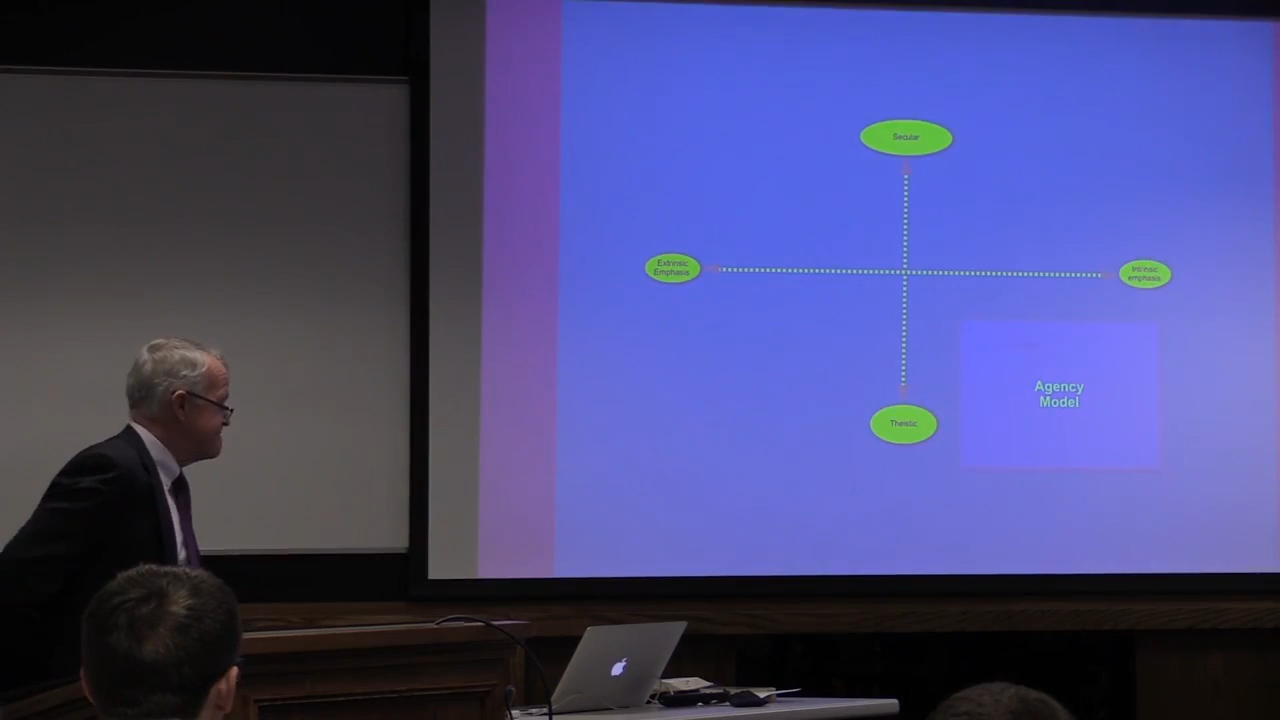 Secular
Extrinsic
Emphasis
Intrinsic
emphasis
Agency
Model
Theistic